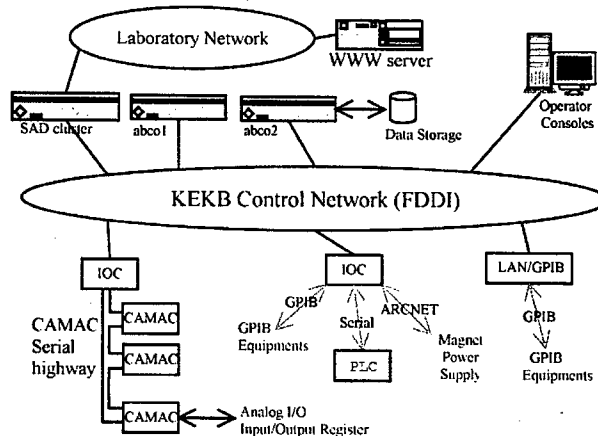 Laboratory Network
WWW server
SAD cluster
abco1
abco2
Data Storage
Operator
Consoles
KEKB Control Network (FDDI)
IOC
IOC
LAN/GPIB
CAMAC
Serial
highway
CAMAC
CAMAC
CAMAC
GPIB
Serial
ARCNET
GPIB
GPIB
Equipments
PLC
Magnet
Power
Supply
GPIB
Equipments
Analog I/O
Input/Output Register